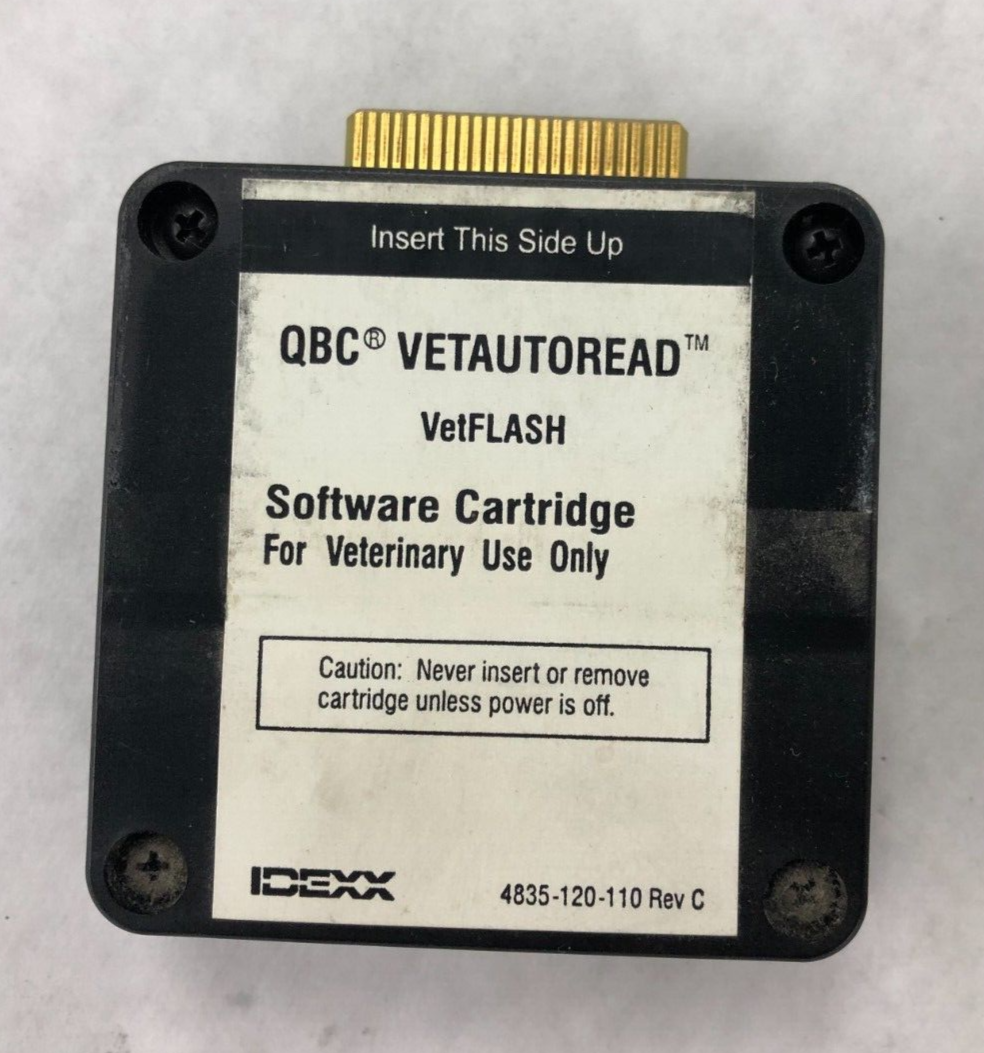 Insert This Side Up
QBC® VETAUTOREAD™
VetFLASH
Software Cartridge
For Veterinary Use Only
Caution: Never insert or remove
cartridge unless power is off.
IDEXX
4835-120-110 Rev C